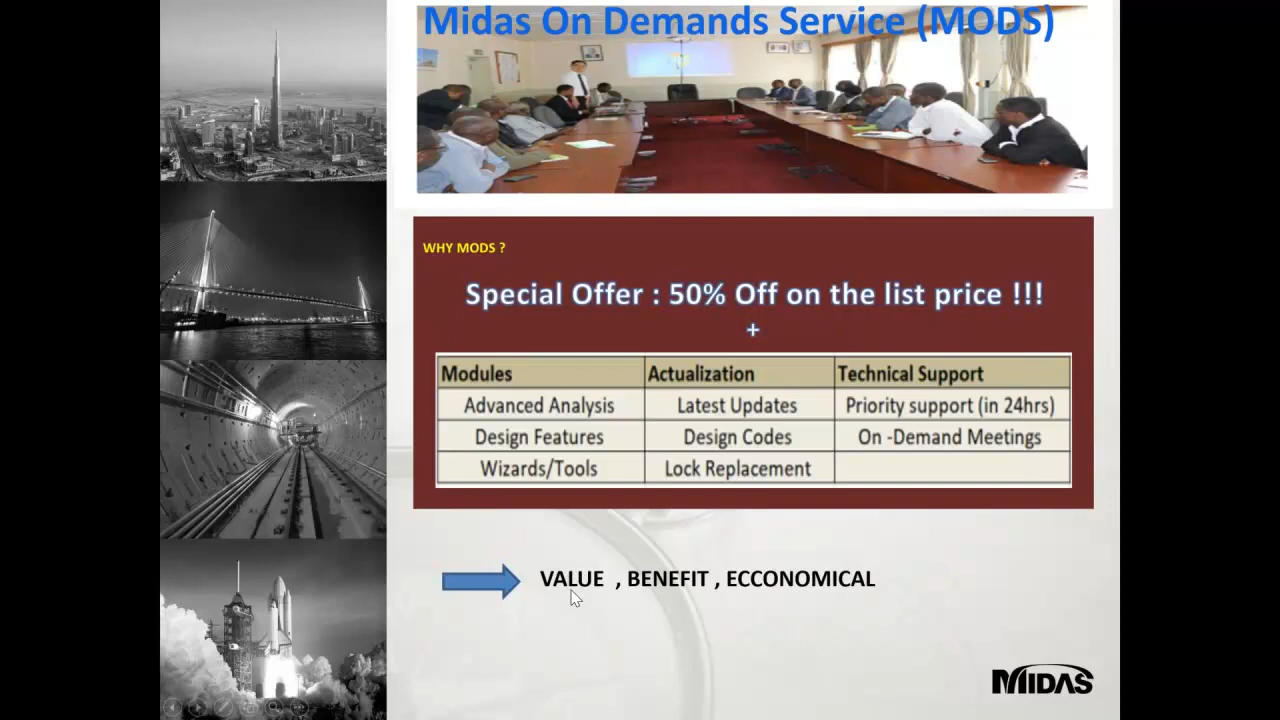 Midas On Demands Service (MODS)
WHY MODS ?
Special Offer : 50% Off on the list price !!!
+
Modules Actualization Technical Support
Advanced Analysis Latest Updates Priority support (in 24hrs)
Design Features Design Codes On -Demand Meetings
Wizards/Tools Lock Replacement
VALUE , BENEFIT , ECCONOMICAL
MIDAS